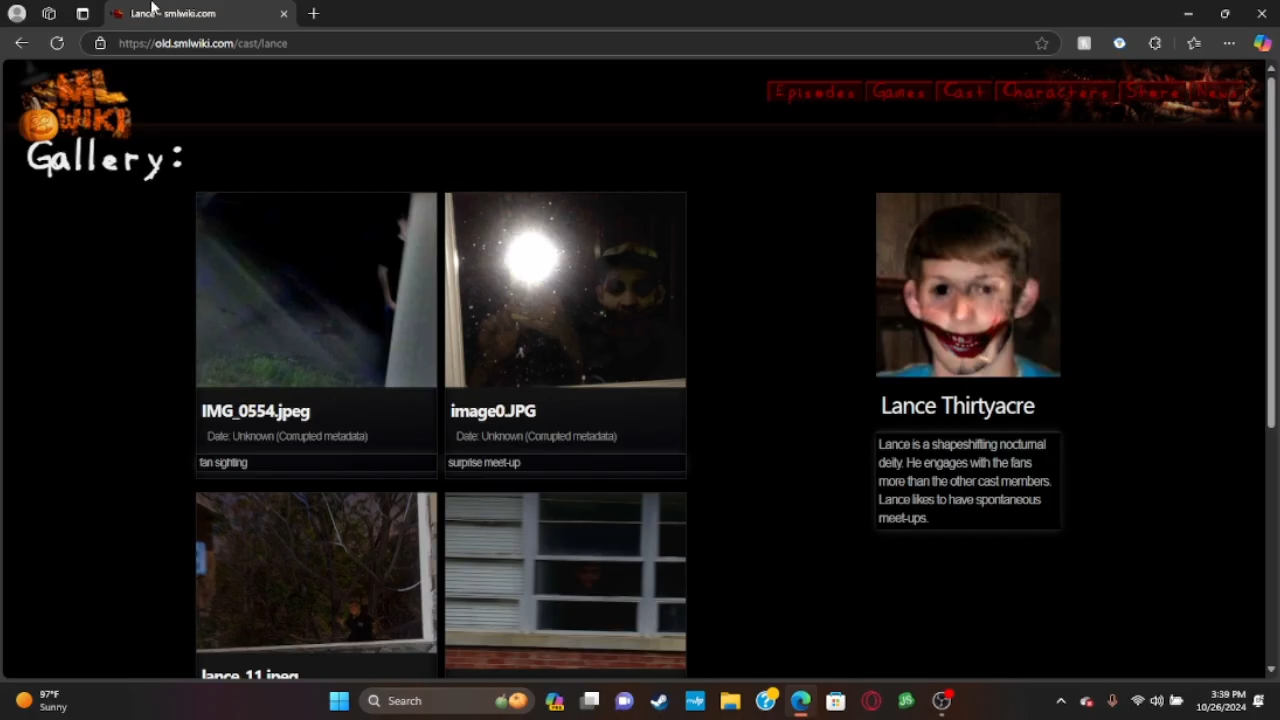 Lance - smlwiki.com
https://old.smlwiki.com/cast/lance
SML
WIKI
Episodes Games Cast Characters Store News
Gallery:
IMG_0554.jpeg
Date: Unknown (Corrupted metadata)
fan sighting
image0.JPG
Date: Unknown (Corrupted metadata)
surprise meet-up
Lance Thirtyacre
Lance is a shapeshifting nocturnal
deity. He engages with the fans
more than the other cast members.
Lance likes to have spontaneous
meet-ups.
lance_11.jpeg
97°F
Sunny
Search
3:39 PM
10/26/2024